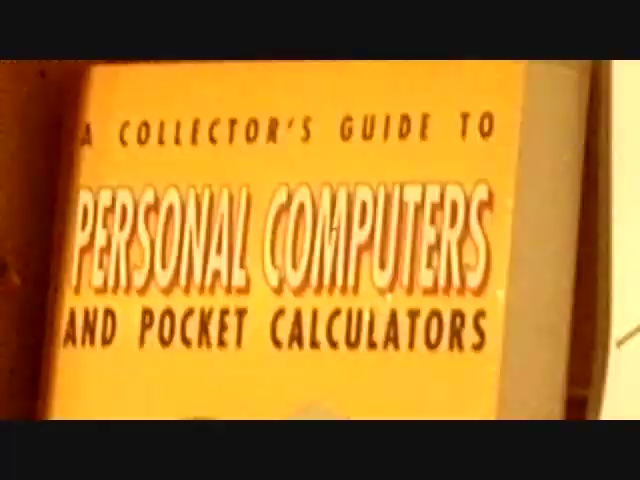 A COLLECTOR'S GUIDE TO
PERSONAL COMPUTERS
AND POCKET CALCULATORS